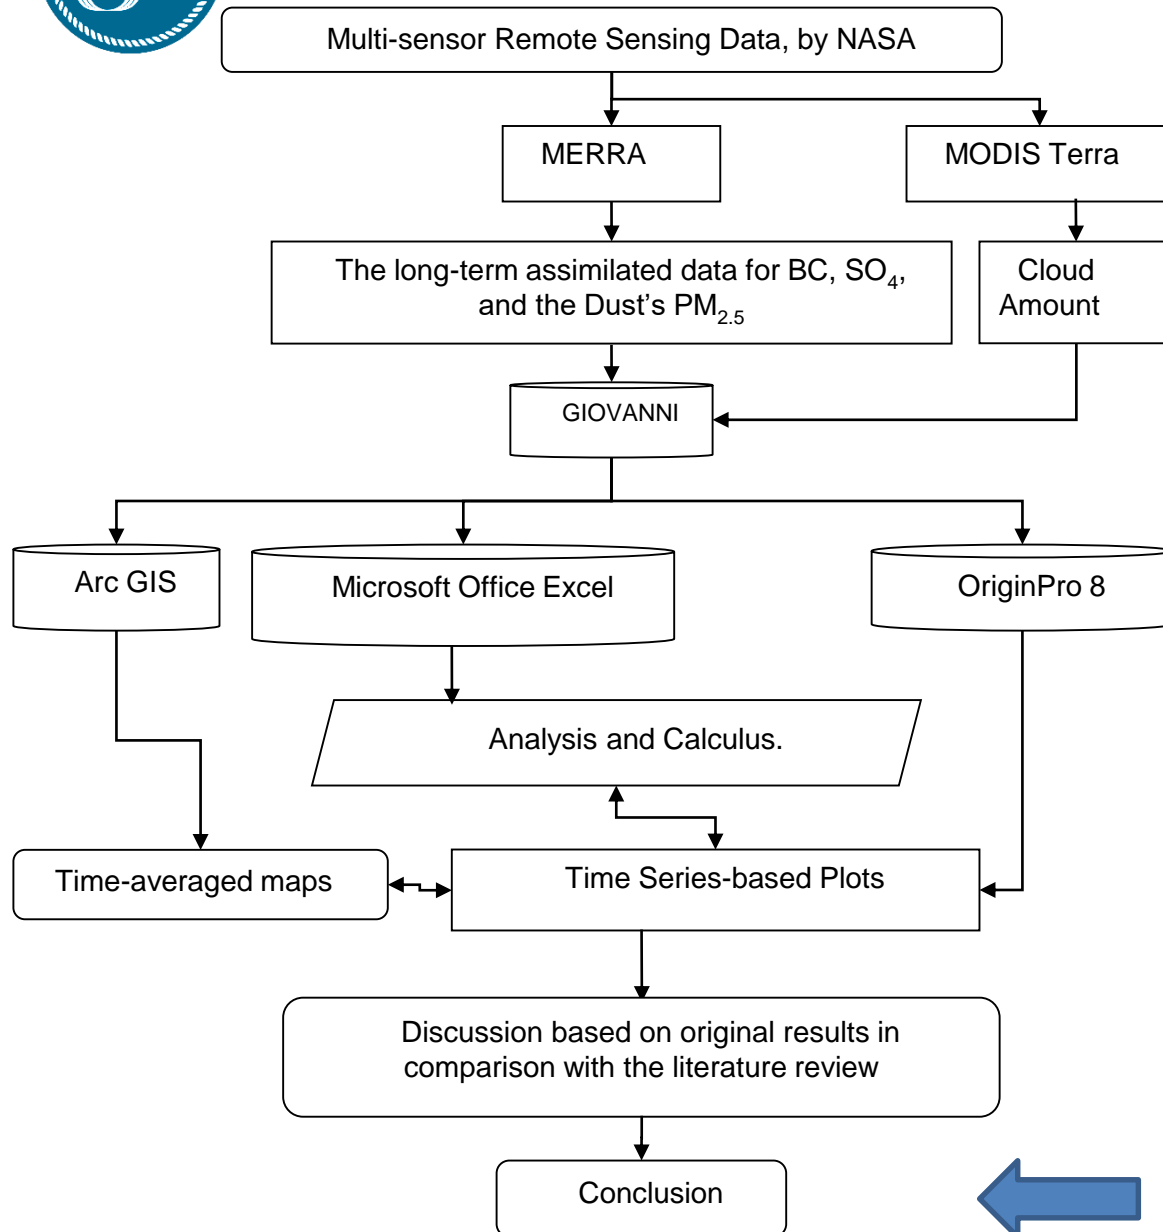 Multi-sensor Remote Sensing Data, by NASA
MERRA
MODIS Terra
The long-term assimilated data for BC, SO₄,
and the Dust's PM₂.₅
Cloud
Amount
GIOVANNI
Arc GIS
Microsoft Office Excel
OriginPro 8
Analysis and Calculus.
Time-averaged maps
Time Series-based Plots
Discussion based on original results in
comparison with the literature review
Conclusion